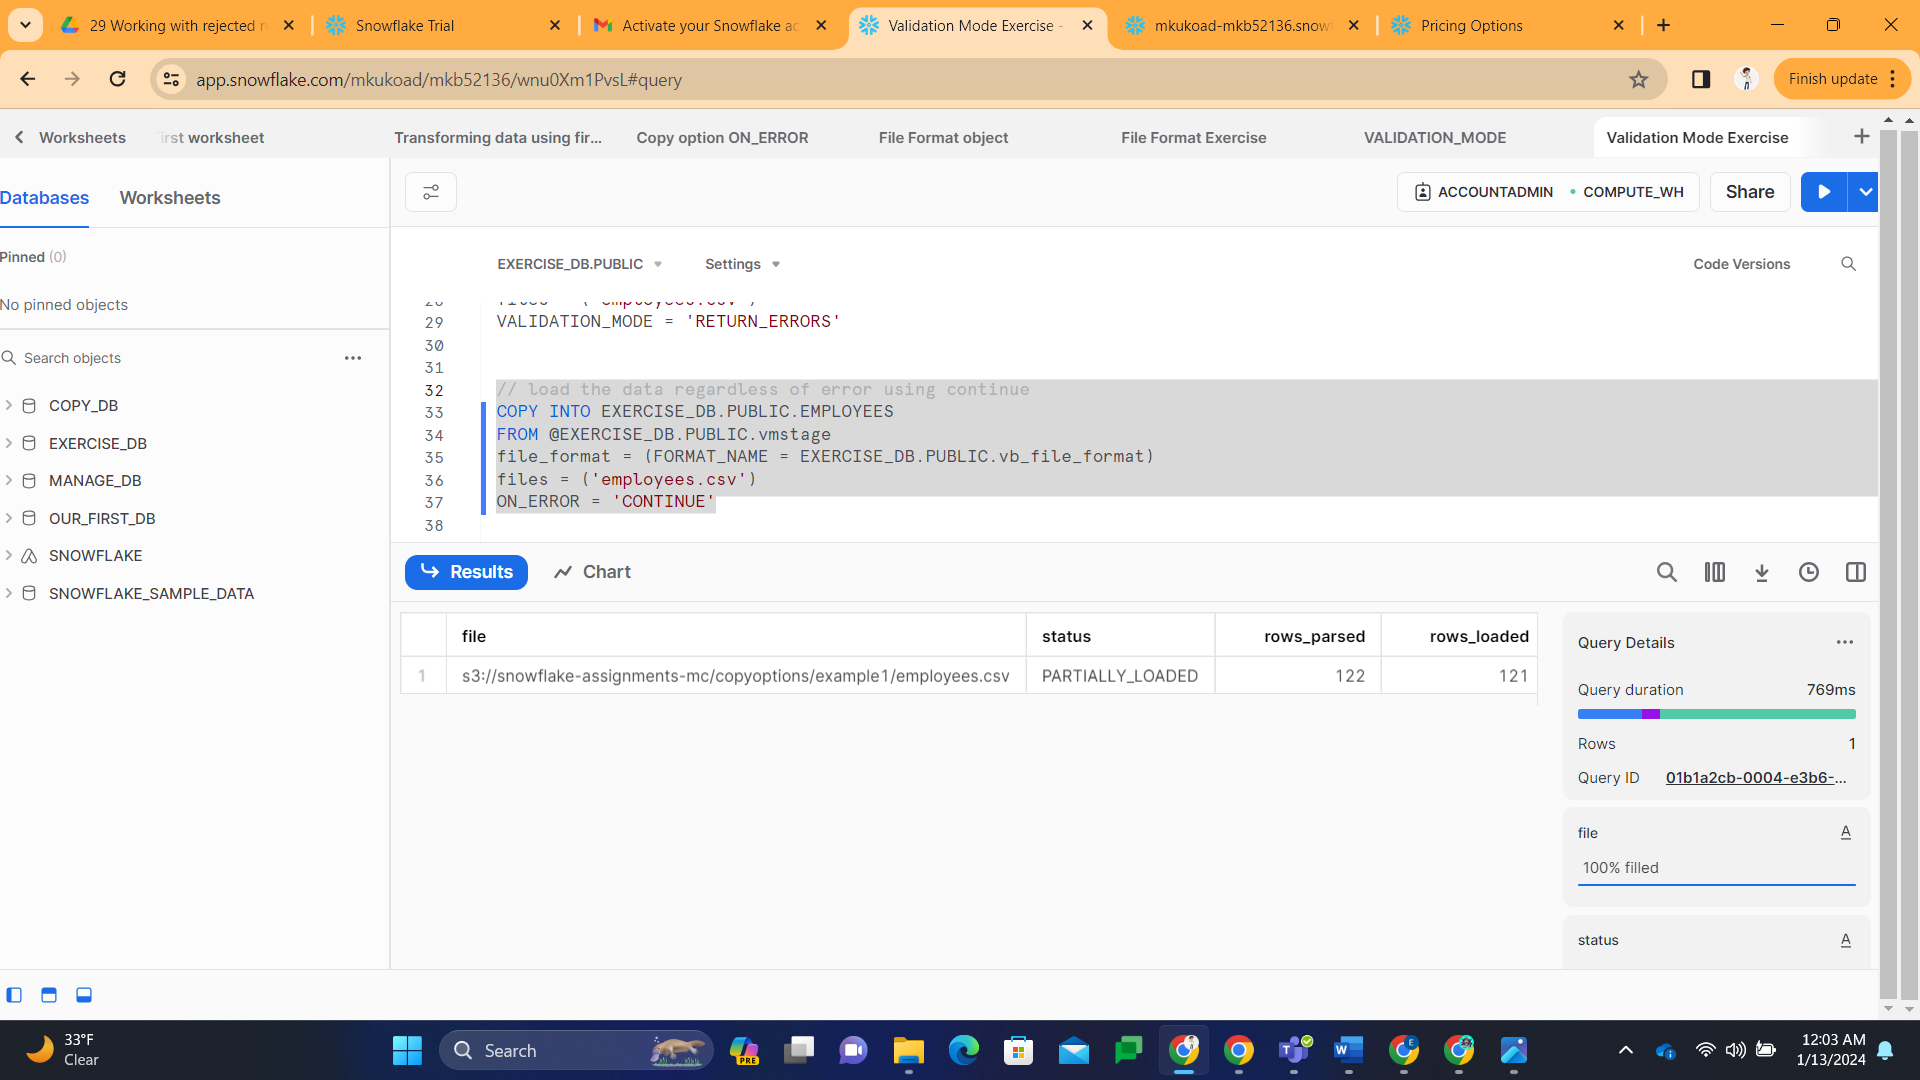 29 Working with rejected r
Snowflake Trial
Activate your Snowflake ac
Validation Mode Exercise -
mkukoad-mkb52136.snow
Pricing Options
app.snowflake.com/mkukoad/mkb52136/wnu0Xm1PvsL#query
Finish update
Worksheets
irst worksheet
Transforming data using fir...
Copy option ON_ERROR
File Format object
File Format Exercise
VALIDATION_MODE
Validation Mode Exercise
Databases
Worksheets
ACCOUNTADMIN
COMPUTE_WH
Share
Pinned (0)
No pinned objects
Search objects
COPY_DB
EXERCISE_DB
MANAGE_DB
OUR_FIRST_DB
SNOWFLAKE
SNOWFLAKE_SAMPLE_DATA
EXERCISE_DB.PUBLIC
Settings
Code Versions
28 files = ('employees.csv')
29 VALIDATION_MODE = 'RETURN_ERRORS'
30
31
32 // load the data regardless of error using continue
33 COPY INTO EXERCISE_DB.PUBLIC.EMPLOYEES
34 FROM @EXERCISE_DB.PUBLIC.vmstage
35 file_format = (FORMAT_NAME = EXERCISE_DB.PUBLIC.vb_file_format)
36 files = ('employees.csv')
37 ON_ERROR = 'CONTINUE'
38
Results
Chart
file status rows_parsed rows_loaded
1 s3://snowflake-assignments-mc/copyoptions/example1/employees.csv PARTIALLY_LOADED 122 121
Query Details
Query duration 769ms
Rows 1
Query ID 01b1a2cb-0004-e3b6-...
file A
100% filled
status A
33°F
Clear
Search
PRE
12:03 AM
1/13/2024